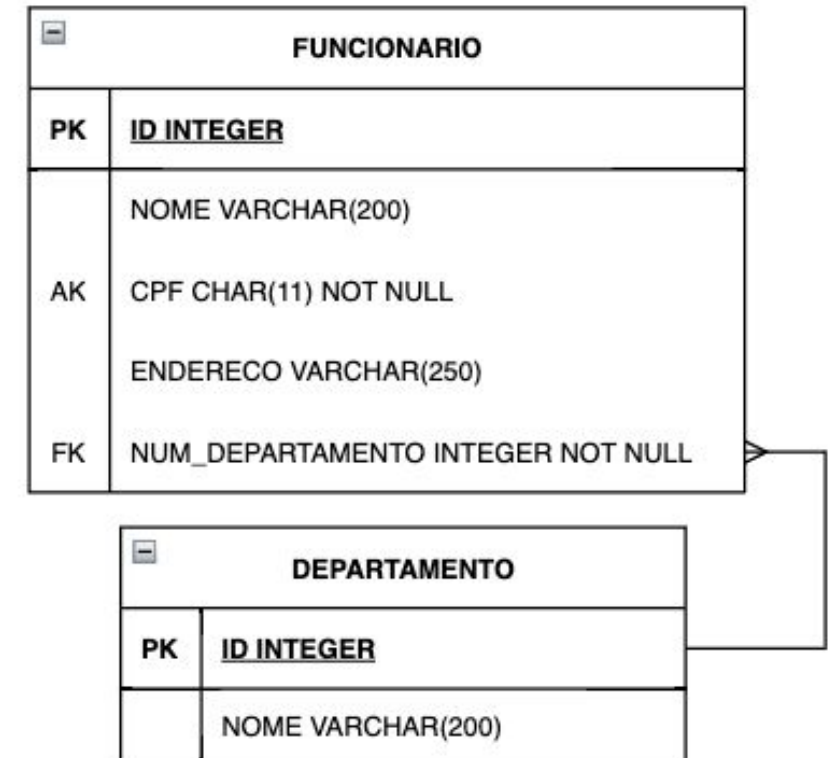 FUNCIONARIO
PK ID INTEGER
NOME VARCHAR(200)
AK CPF CHAR(11) NOT NULL
ENDERECO VARCHAR(250)
FK NUM_DEPARTAMENTO INTEGER NOT NULL
DEPARTAMENTO
PK ID INTEGER
NOME VARCHAR(200)